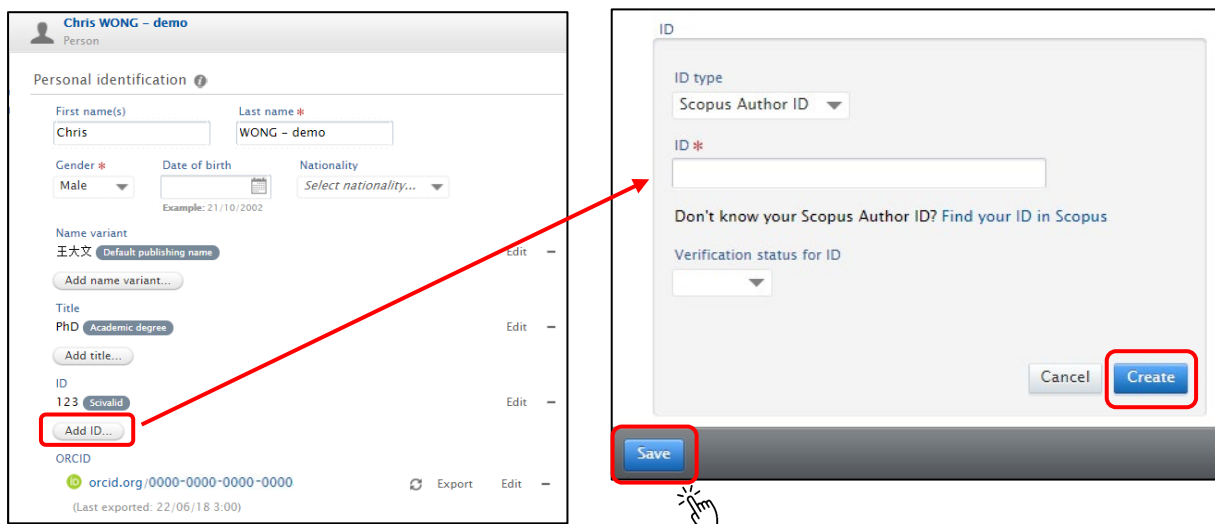 Chris WONG – demo
Person
Personal identification
First name(s) Last name *
Chris WONG – demo
Gender * Date of birth Nationality
Male Select nationality...
Example: 21/10/2002
Name variant
王大文 Default publishing name Edit –
Add name variant...
Title
PhD Academic degree Edit –
Add title...
ID
123 Scivalid Edit –
Add ID...
ORCID
iD orcid.org/0000-0000-0000-0000 Export Edit –
(Last exported: 22/06/18 3:00)
ID
ID type
Scopus Author ID
ID *
Don't know your Scopus Author ID? Find your ID in Scopus
Verification status for ID
Cancel Create
Save